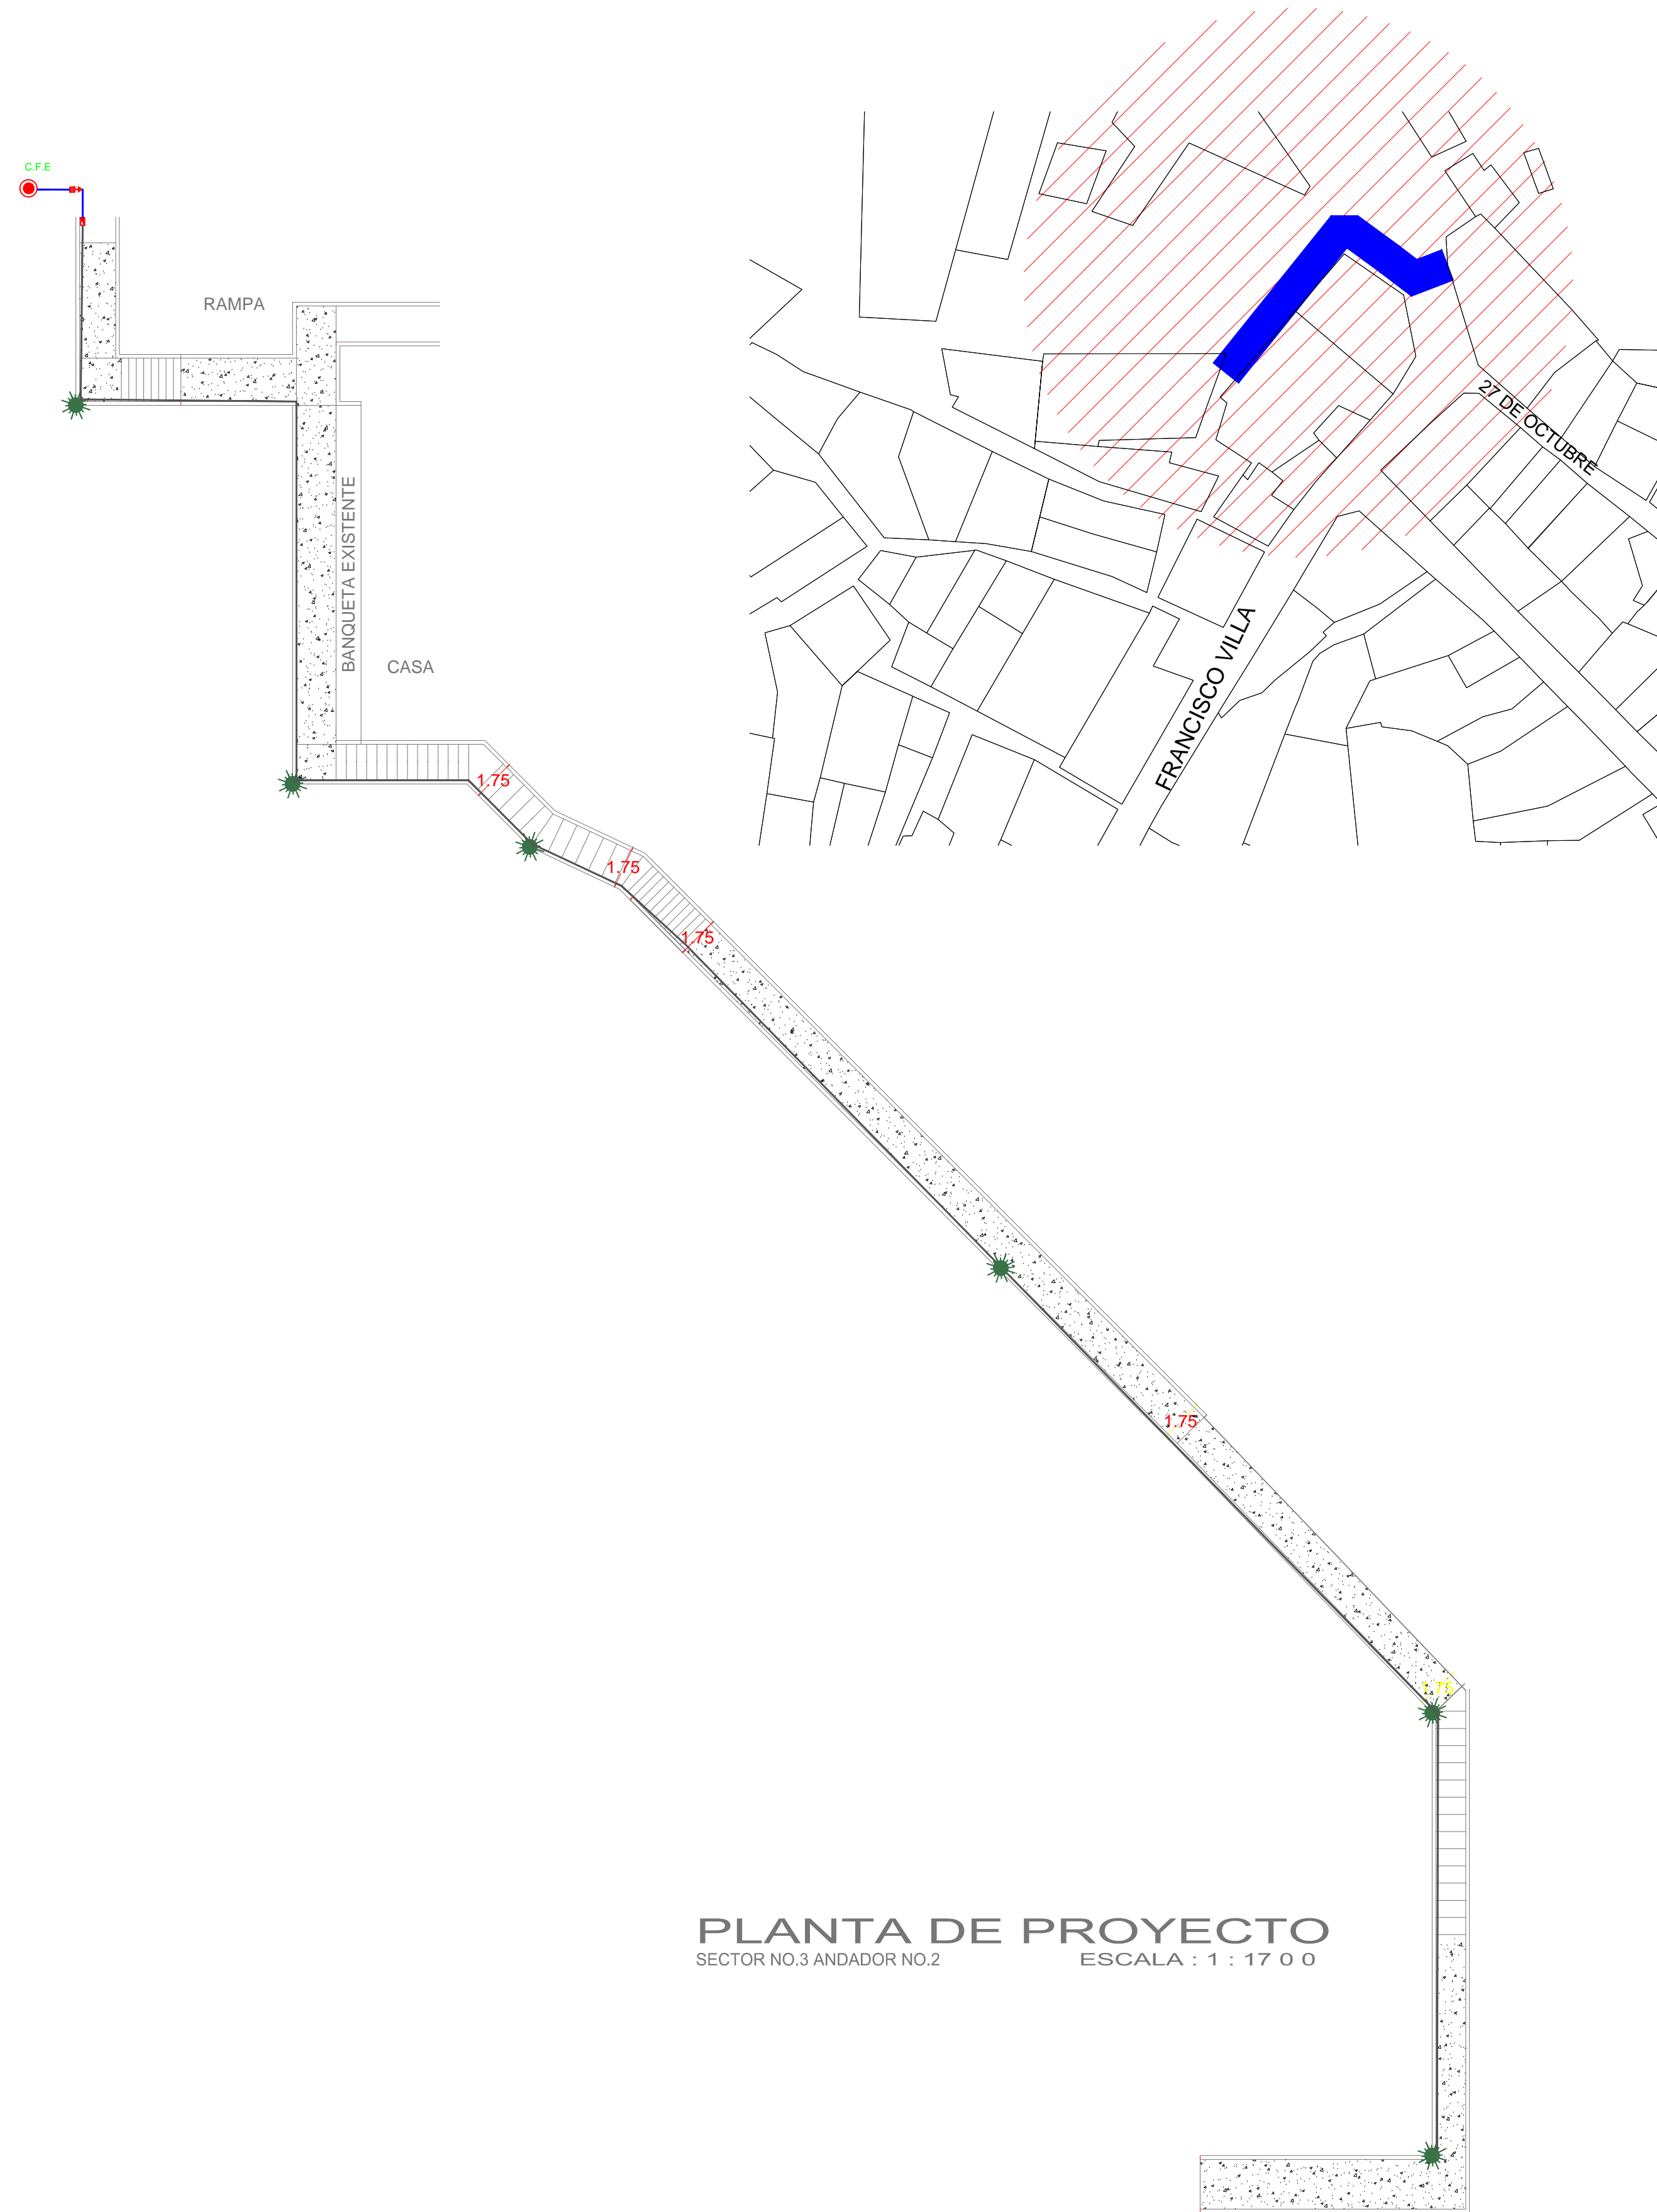 C.F.E
RAMPA
27 DE OCTUBRE
BANQUETA EXISTENTE
FRANCISCO VILLA
CASA
1.75
1.75
1.75
1.75
1.75
PLANTA DE PROYECTO
SECTOR NO.3 ANDADOR NO.2 ESCALA : 1 : 17 0 0